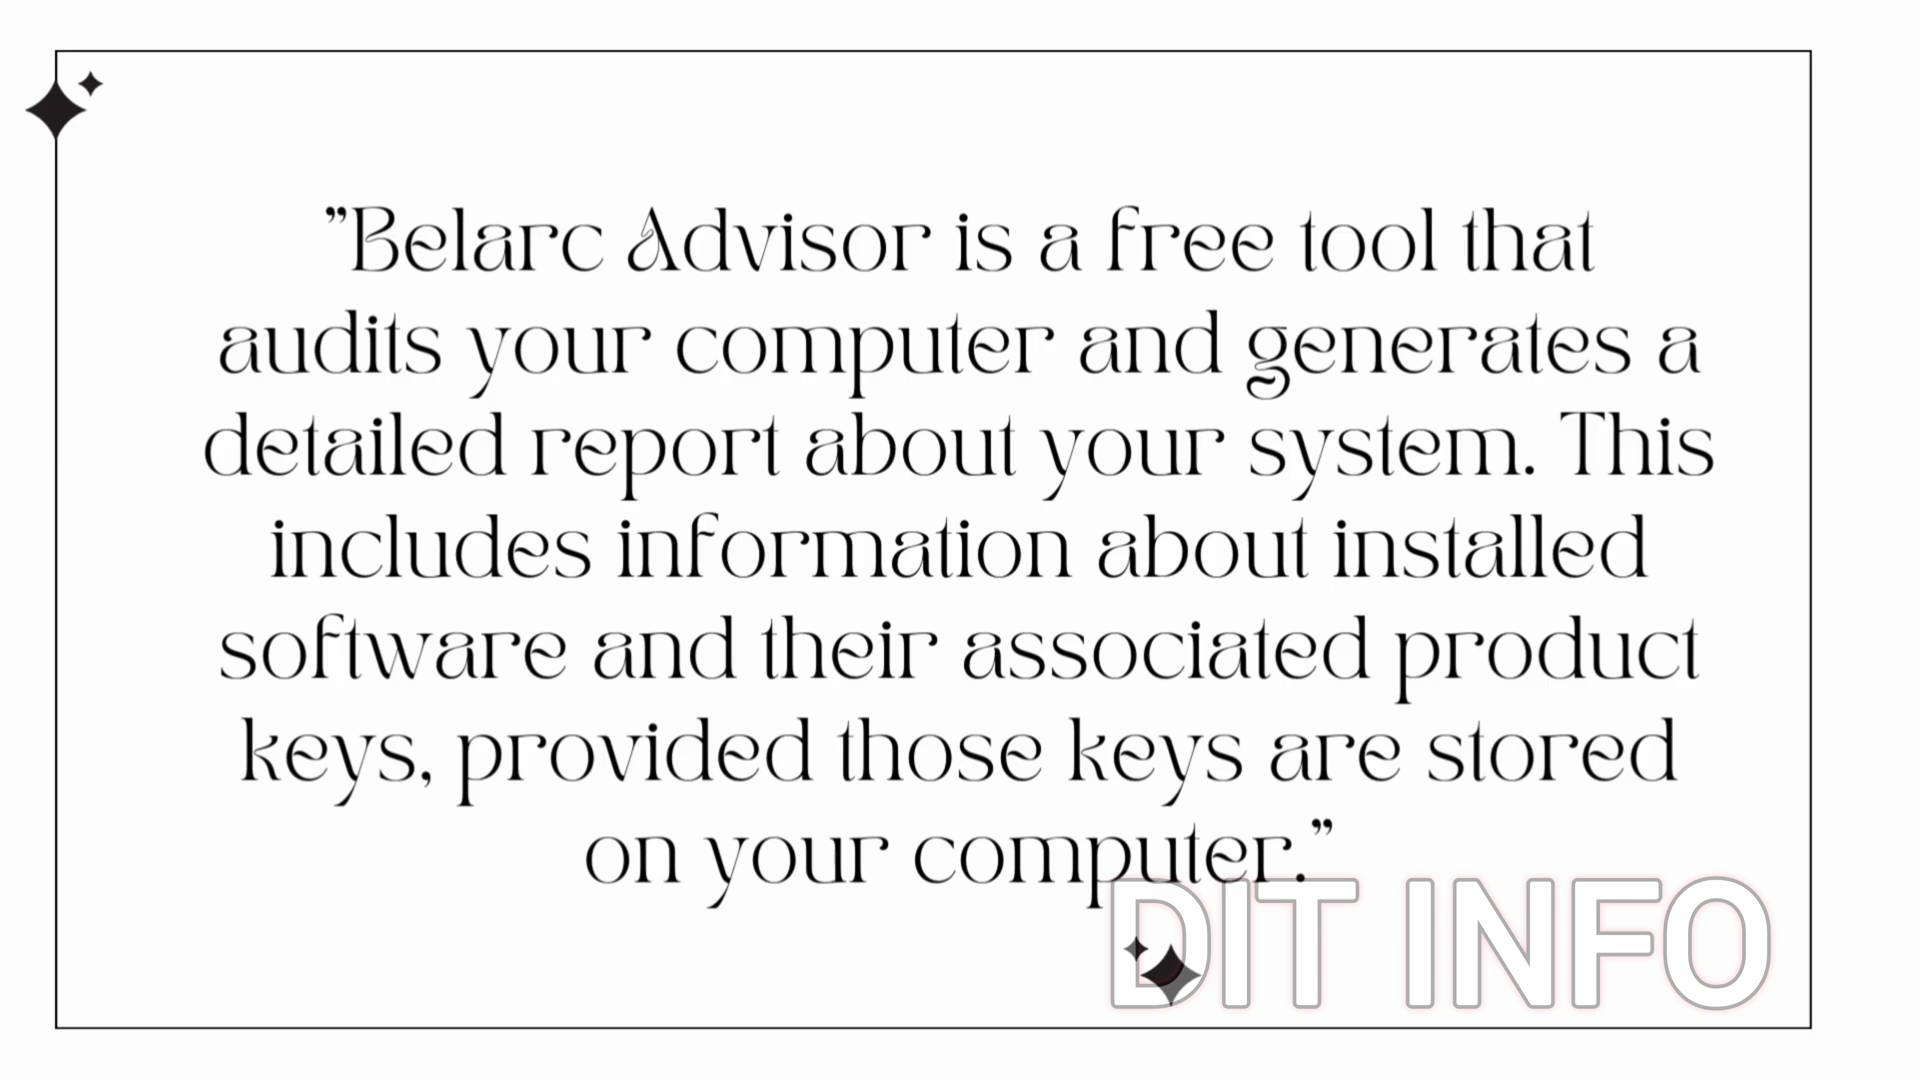 ”Belarc Advisor is a free tool that
audits your computer and generates a
detailed report about your system. This
includes information about installed
software and their associated product
keys, provided those keys are stored
on your computer.”
DIT INFO